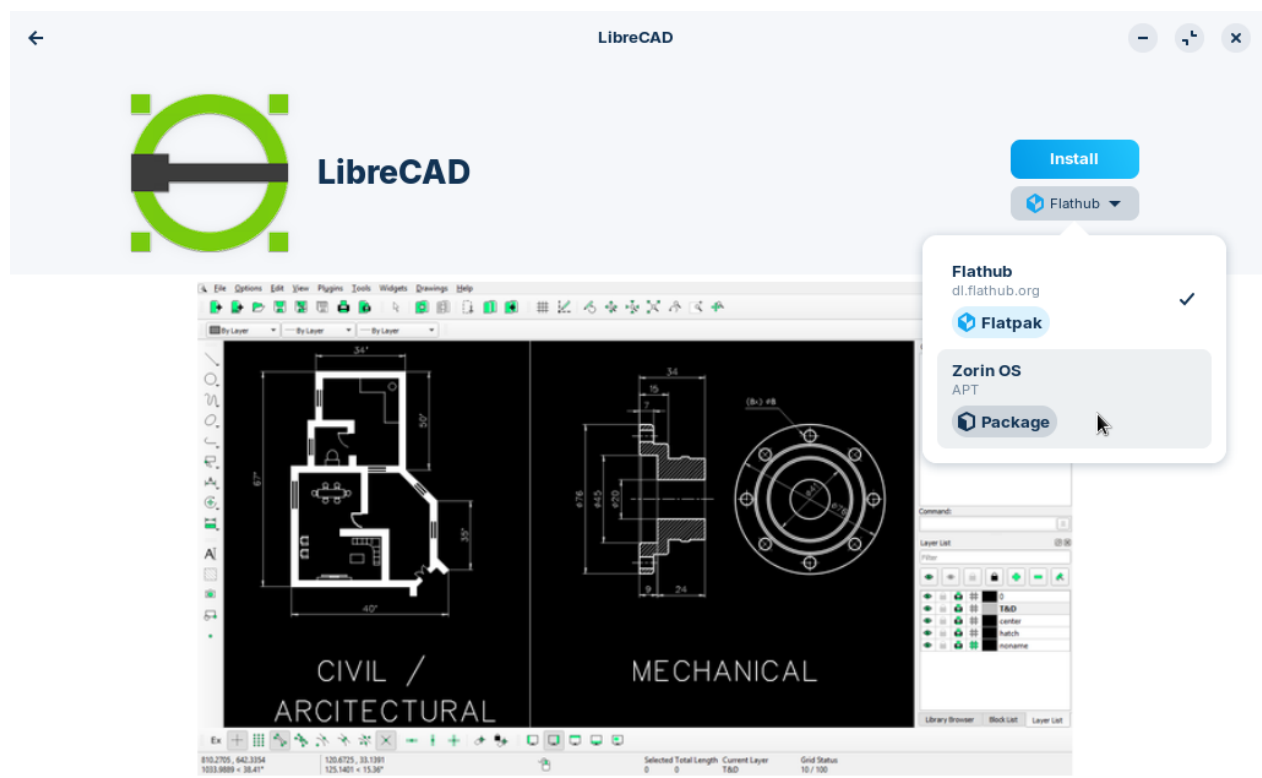 LibreCAD
LibreCAD
Install
Flathub
Flathub
dl.flathub.org
Flatpak
Zorin OS
APT
Package
File Options Edit View Plugins Tools Widgets Drawings Help
By Layer By Layer By Layer
34'
50'
67'
35'
40'
34
15
7
(8x) ø8
ø76
ø45
ø20
ø45
ø76
9 24
CIVIL /
ARCITECTURAL
MECHANICAL
Command:
Layer List
Filter
0
T&D
center
hatch
noname
Library Browser Block List Layer List
Ex
810.2705 , 642.3354
1033.9889 < 38.41°
120.6725 , 33.1391
125.1401 < 15.36°
Selected Total Length Current Layer Grid Status
0 0 T&D 10 / 100